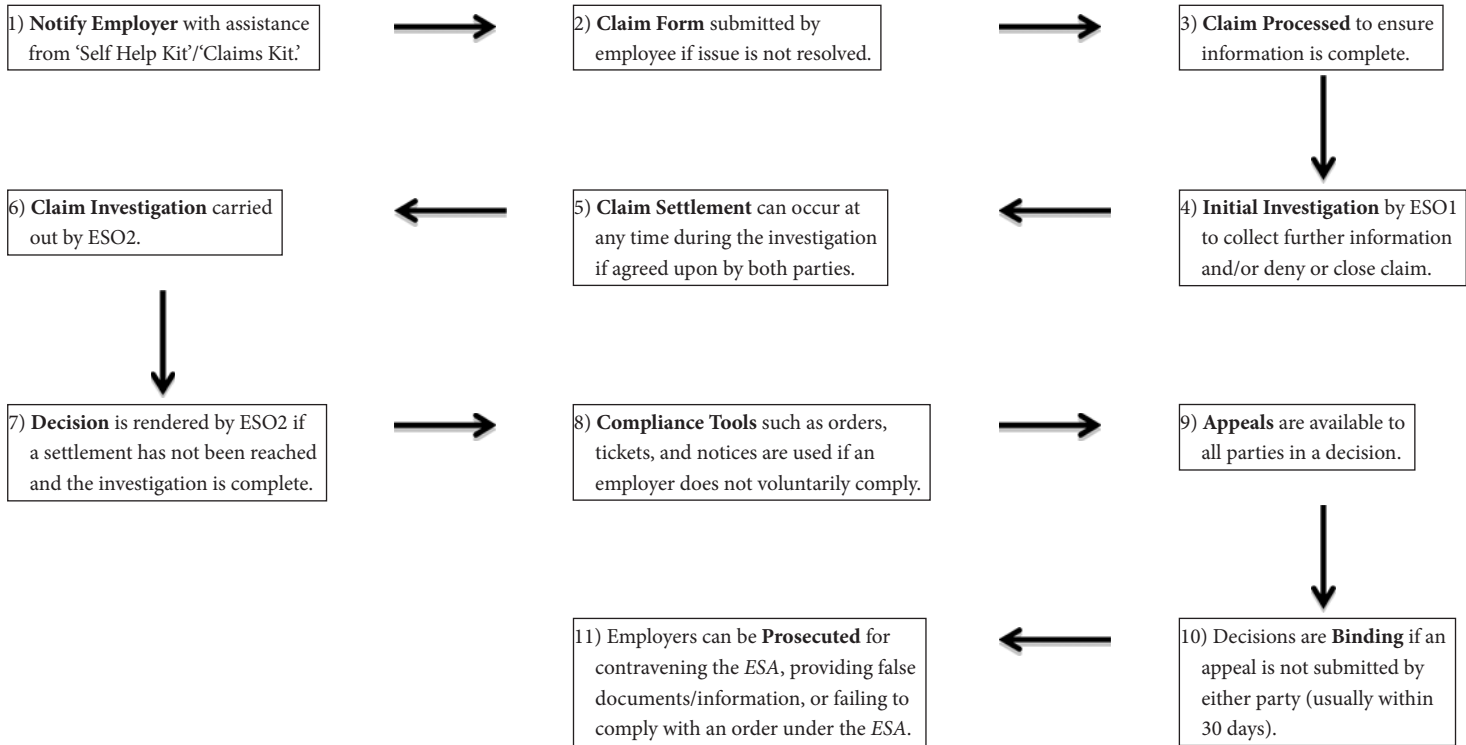 1) Notify Employer with assistance
from ‘Self Help Kit’/‘Claims Kit.’
2) Claim Form submitted by
employee if issue is not resolved.
3) Claim Processed to ensure
information is complete.
4) Initial Investigation by ESO1
to collect further information
and/or deny or close claim.
5) Claim Settlement can occur at
any time during the investigation
if agreed upon by both parties.
6) Claim Investigation carried
out by ESO2.
7) Decision is rendered by ESO2 if
a settlement has not been reached
and the investigation is complete.
8) Compliance Tools such as orders,
tickets, and notices are used if an
employer does not voluntarily comply.
9) Appeals are available to
all parties in a decision.
10) Decisions are Binding if an
appeal is not submitted by
either party (usually within
30 days).
11) Employers can be Prosecuted for
contravening the ESA, providing false
documents/information, or failing to
comply with an order under the ESA.